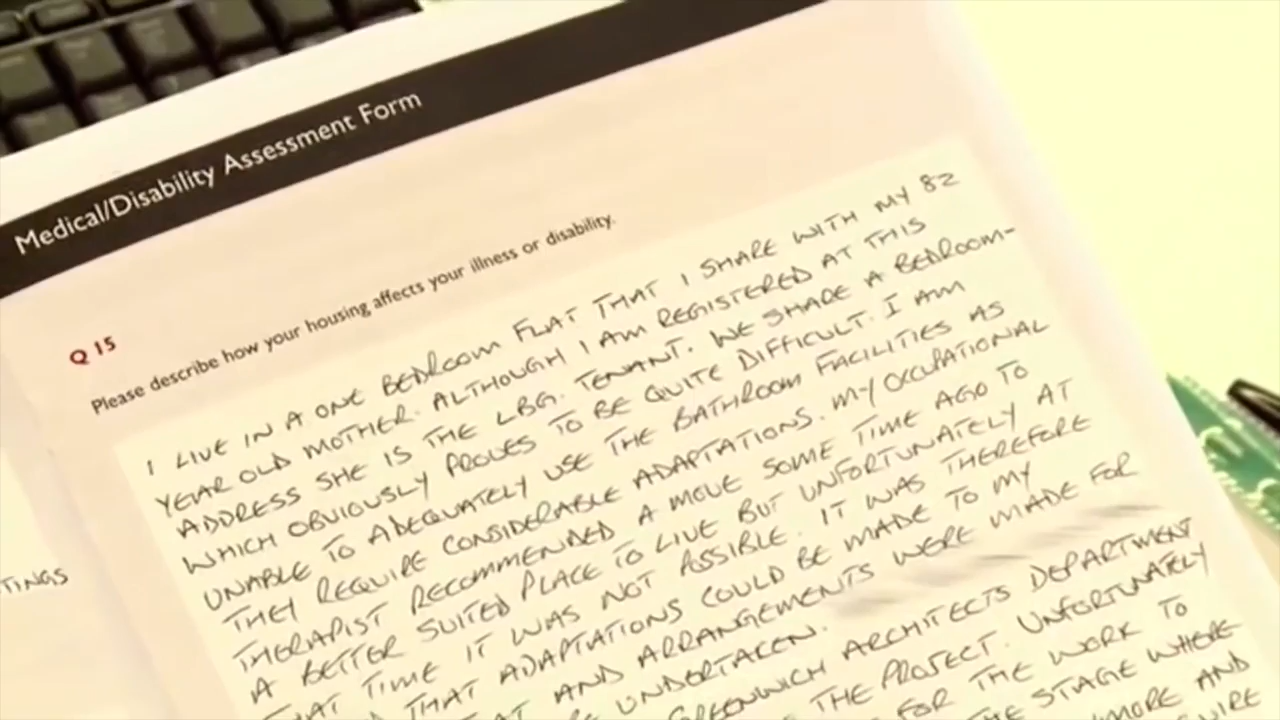 Medical/Disability Assessment Form
Q 15
Please describe how your housing affects your illness or disability.
I LIVE IN A ONE BEDROOM FLAT THAT I SHARE WITH MY 82
YEAR OLD MOTHER. ALTHOUGH I AM REGISTERED AT THIS
ADDRESS SHE IS THE LBG. TENANT. WE SHARE A BEDROOM-
WHICH OBVIOUSLY PROVES TO BE QUITE DIFFICULT. I AM
UNABLE TO ADEQUATELY USE THE BATHROOM FACILITIES AS
THEY REQUIRE CONSIDERABLE ADAPTATIONS. MY OCCUPATIONAL
THERAPIST RECOMMENDED A MOVE SOME TIME AGO TO
A BETTER SUITED PLACE TO LIVE BUT UNFORTUNATELY AT
TIME IT WAS NOT POSSIBLE. IT WAS THEREFORE
THAT ADAPTATIONS COULD BE MADE TO MY
AND ARRANGEMENTS WERE MADE FOR
UNDERTAKEN.
GREENWICH ARCHITECTS DEPARTMENT
THE PROJECT. UNFORTUNATELY
FOR THE WORK TO
STAGE WHERE
AND
TINGS